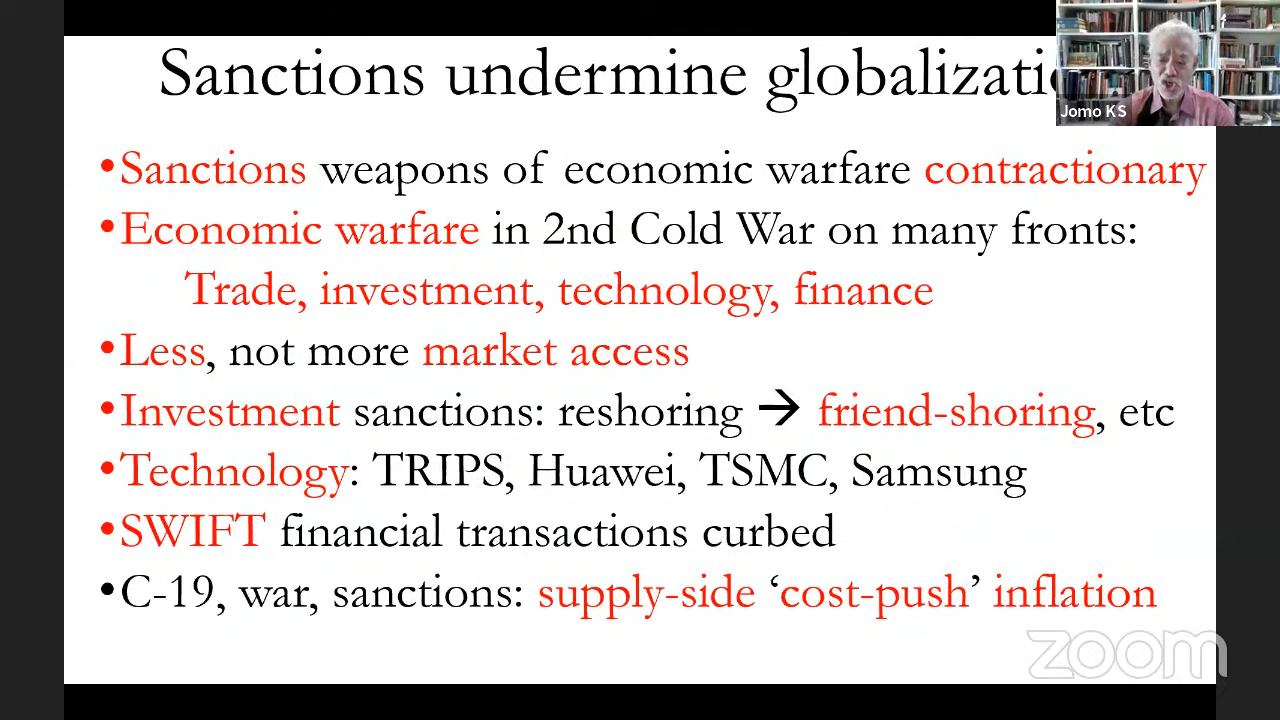 Sanctions undermine globalizati
Jomo KS
•Sanctions weapons of economic warfare contractionary
•Economic warfare in 2nd Cold War on many fronts:
Trade, investment, technology, finance
•Less, not more market access
•Investment sanctions: reshoring → friend-shoring, etc
•Technology: TRIPS, Huawei, TSMC, Samsung
•SWIFT financial transactions curbed
•C-19, war, sanctions: supply-side ‘cost-push’ inflation
zoom